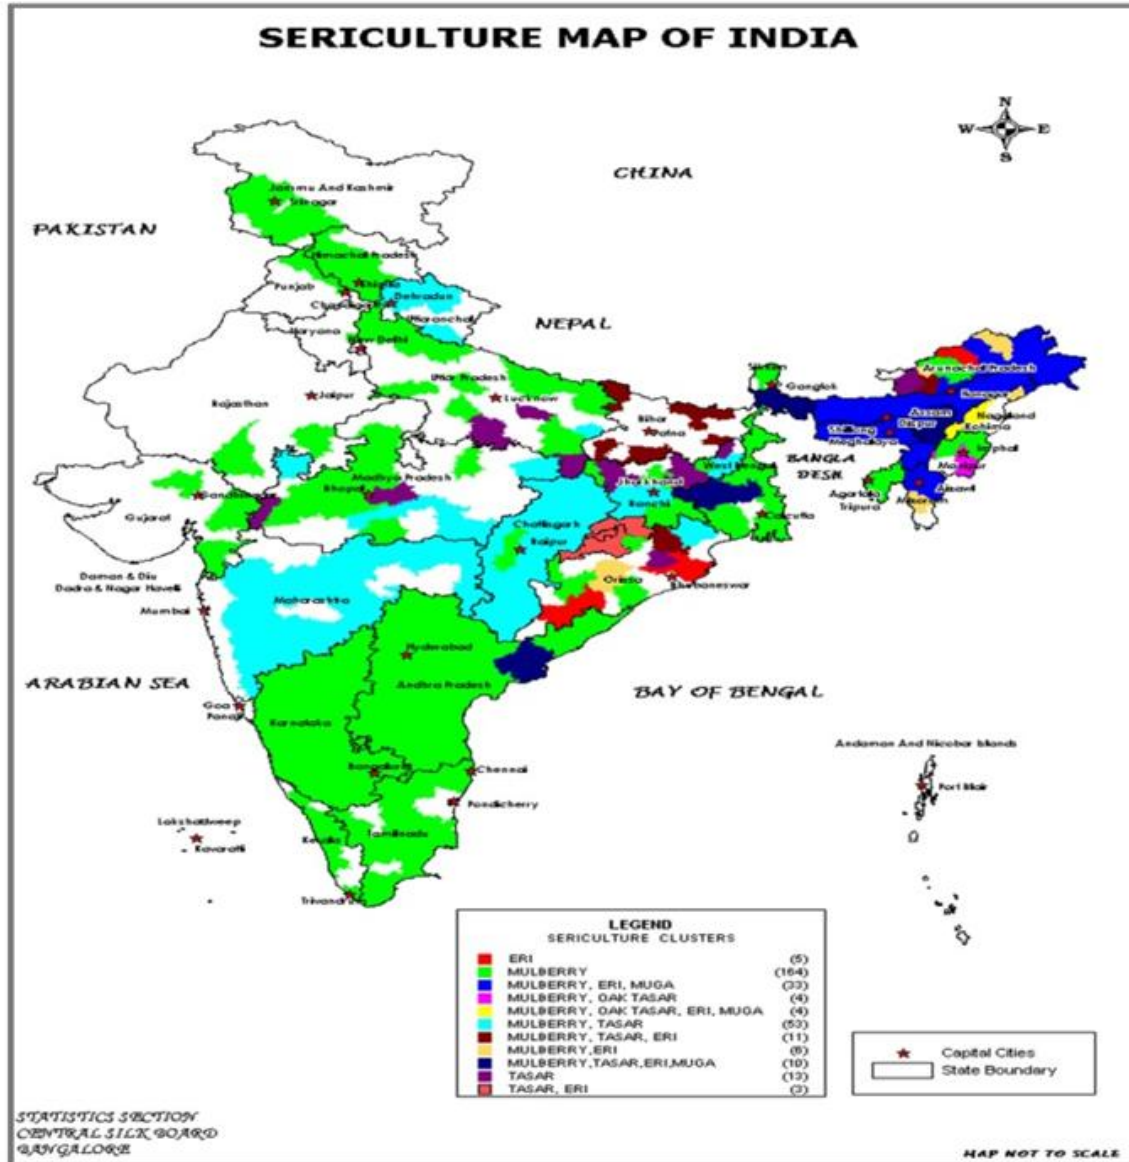 SERICULTURE MAP OF INDIA
N
W E
S
CHINA
PAKISTAN
NEPAL
Jammu And Kashmir
Srinagar
Himachal Pradesh
Punjab
Shimla
Chandigarh
Dehradun
Uttaranchal
Haryana
New Delhi
Uttar Pradesh
Rajasthan
Jaipur
Lucknow
Bihar
Patna
Sikkim
Gangtok
Arunachal Pradesh
Assam
Dispur
Nagaland
Kohima
Shillong
Meghalaya
Imphal
Manipur
BANGLA
DESH
Agartala
Tripura
Aizawl
Mizoram
Gandhinagar
Gujarat
Madhya Pradesh
Bhopal
Jharkhand
Ranchi
West Bengal
Calcutta
Chattisgarh
Raipur
Orissa
Bhubaneswar
Daman & Diu
Dadra & Nagar Havelli
Mumbai
Maharastra
Hyderabad
Andhra Pradesh
ARABIAN SEA
BAY OF BENGAL
Goa
Panaji
Karnataka
Bangalore
Chennai
Pondicherry
Andaman And Nicobar Islands
Port Blair
Lakshadweep
Kavaratti
Kerala
Tamilnadu
Trivandrum
LEGEND
SERICULTURE CLUSTERS
ERI (5)
MULBERRY (164)
MULBERRY, ERI, MUGA (33)
MULBERRY, OAK TASAR (4)
MULBERRY, OAK TASAR, ERI, MUGA (4)
MULBERRY, TASAR (53)
MULBERRY, TASAR, ERI (11)
MULBERRY,ERI (6)
MULBERRY,TASAR,ERI,MUGA (10)
TASAR (13)
TASAR, ERI (3)
Capital Cities
State Boundary
STATISTICS SECTION
CENTRAL SILK BOARD
BANGALORE
MAP NOT TO SCALE